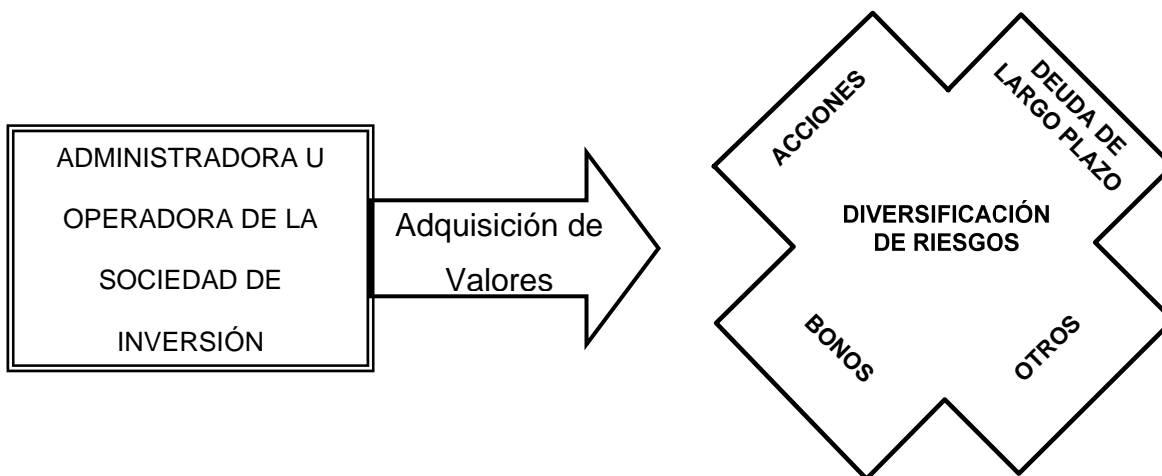 ADMINISTRADORA U
OPERADORA DE LA
SOCIEDAD DE
INVERSIÓN
Adquisición de
Valores
ACCIONES
DEUDA DE
LARGO PLAZO
DIVERSIFICACIÓN
DE RIESGOS
BONOS
OTROS